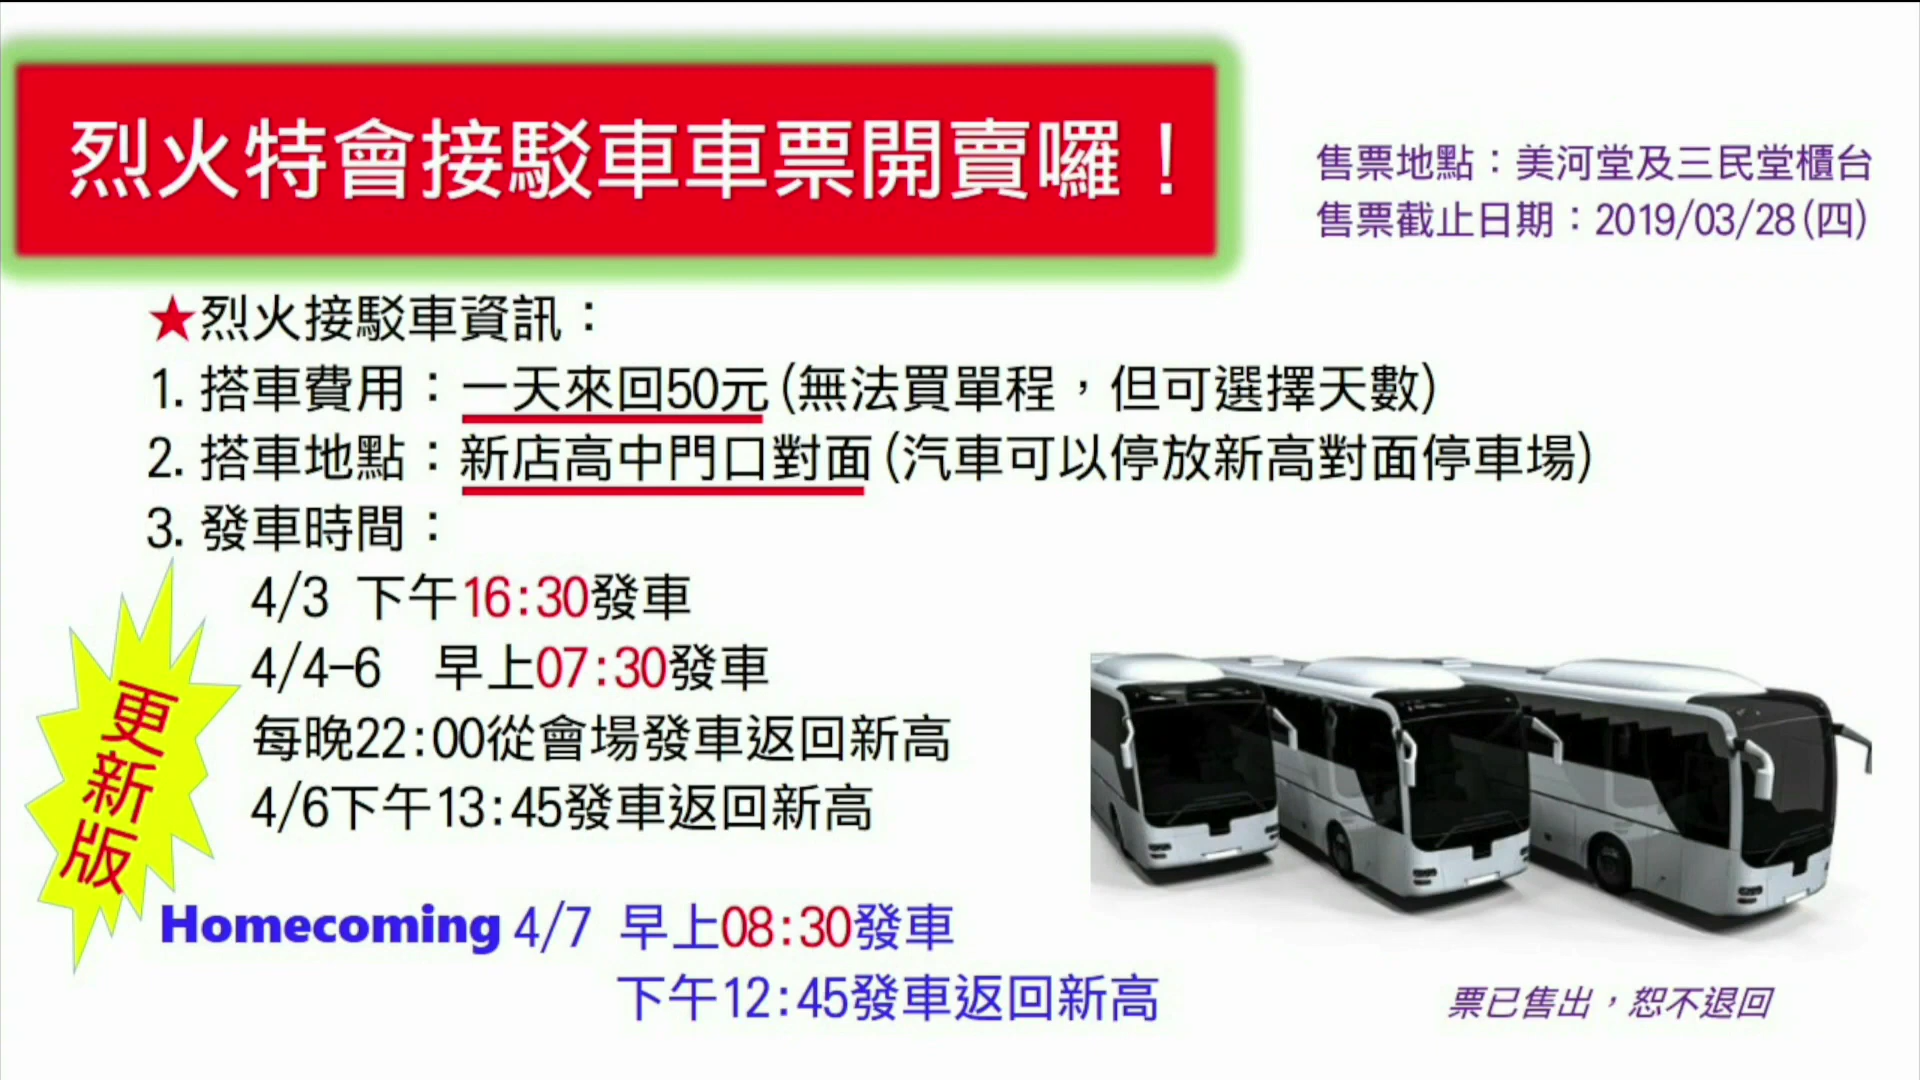 烈火特會接駁車車票開賣囉！
售票地點：美河堂及三民堂櫃台
售票截止日期：2019/03/28(四)
★烈火接駁車資訊：
1. 搭車費用：一天來回50元(無法買單程，但可選擇天數)
2. 搭車地點：新店高中門口對面(汽車可以停放新高對面停車場)
3. 發車時間：
4/3 下午16:30發車
4/4-6 早上07:30發車
每晚22:00從會場發車返回新高
4/6下午13:45發車返回新高
更新版
Homecoming 4/7 早上08:30發車
下午12:45發車返回新高
票已售出，恕不退回